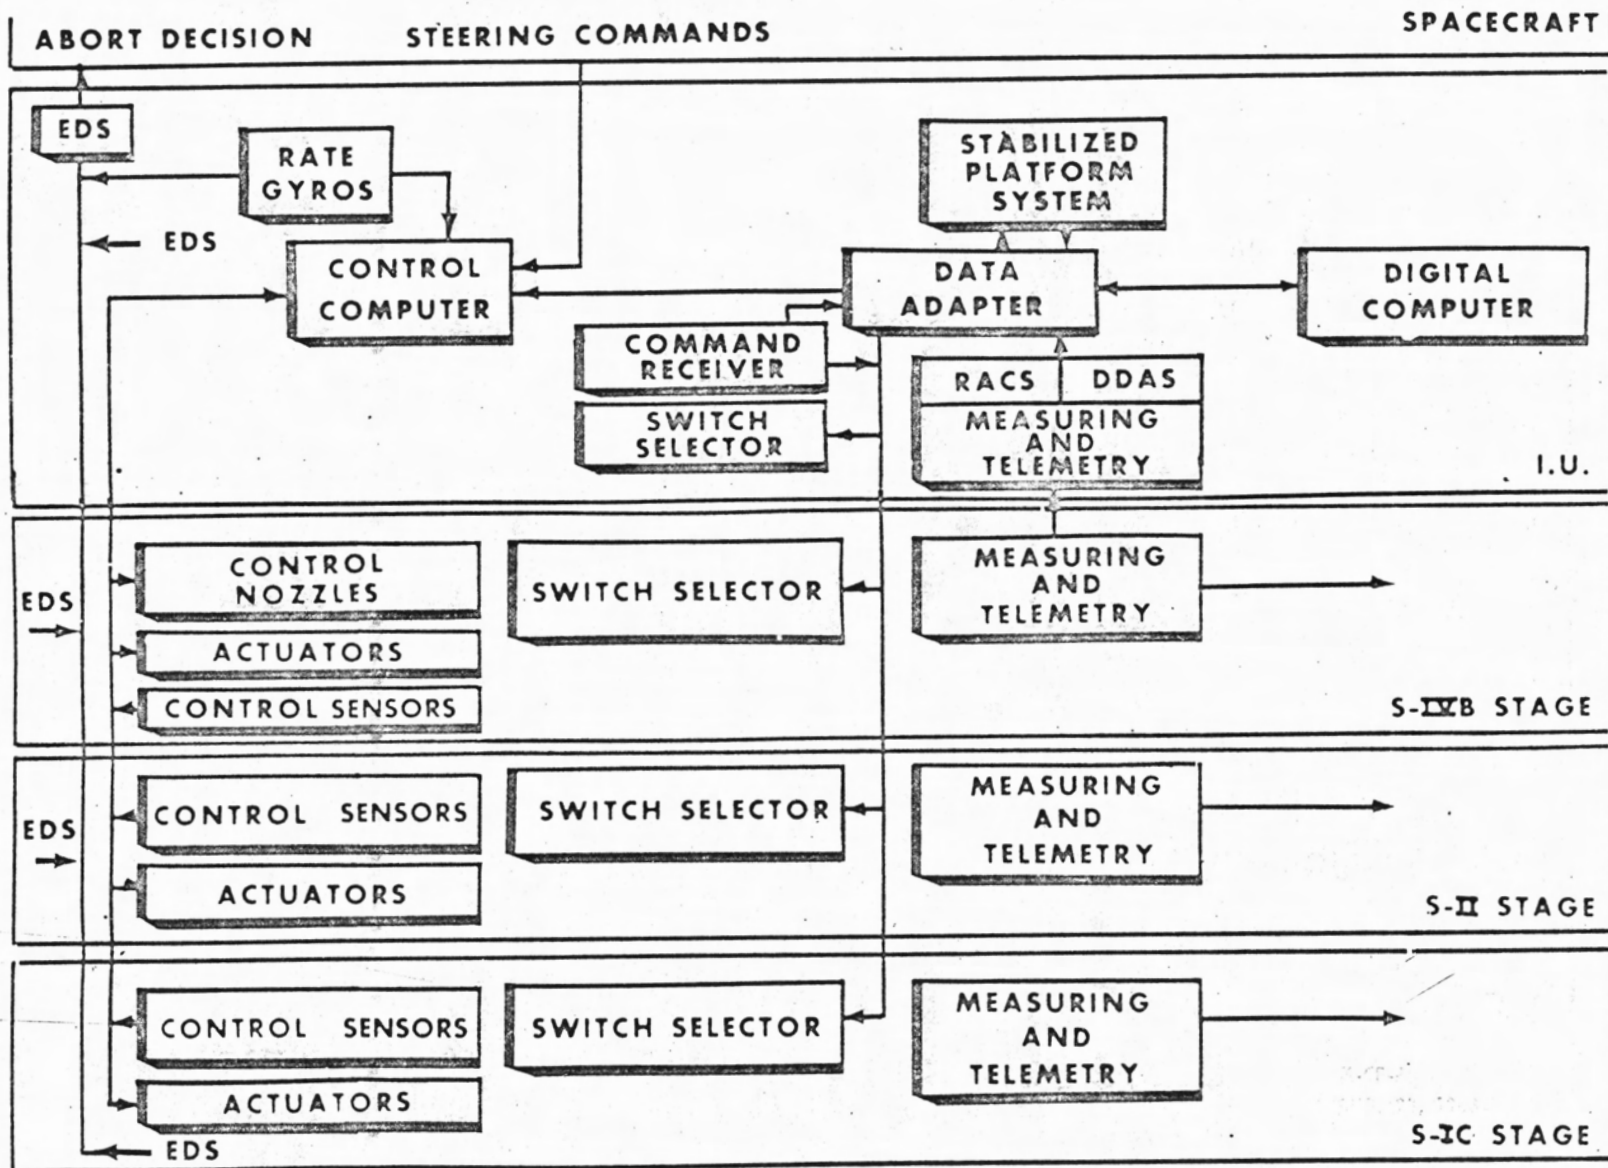 ABORT DECISION
STEERING COMMANDS
SPACECRAFT
EDS
RATE
GYROS
EDS
CONTROL
COMPUTER
STABILIZED
PLATFORM
SYSTEM
DATA
ADAPTER
DIGITAL
COMPUTER
COMMAND
RECEIVER
SWITCH
SELECTOR
RACS
DDAS
MEASURING
AND
TELEMETRY
I.U.
EDS
CONTROL
NOZZLES
ACTUATORS
CONTROL SENSORS
SWITCH SELECTOR
MEASURING
AND
TELEMETRY
S-IVB STAGE
EDS
CONTROL SENSORS
ACTUATORS
SWITCH SELECTOR
MEASURING
AND
TELEMETRY
S-II STAGE
CONTROL SENSORS
ACTUATORS
EDS
SWITCH SELECTOR
MEASURING
AND
TELEMETRY
S-IC STAGE